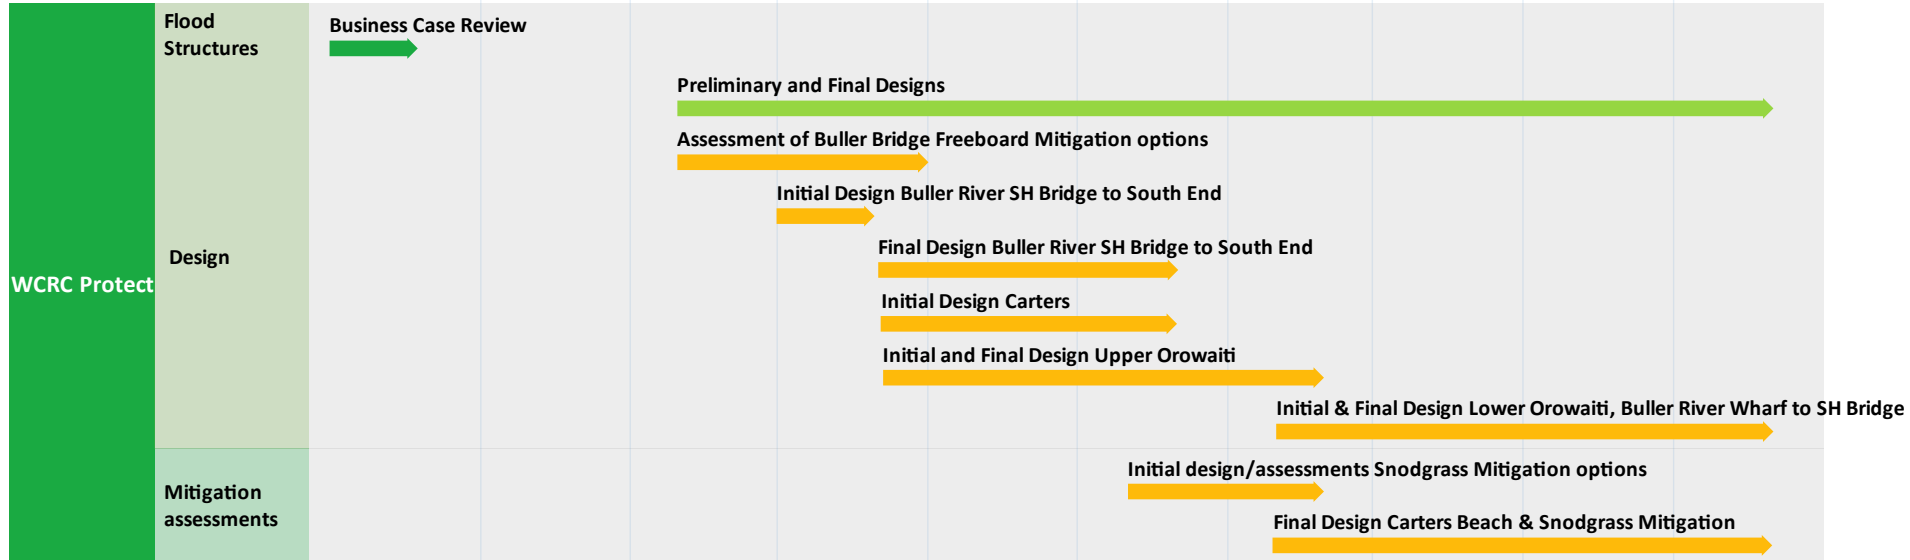 Flood
Structures
Business Case Review
Preliminary and Final Designs
Assessment of Buller Bridge Freeboard Mitigation options
Initial Design Buller River SH Bridge to South End
Final Design Buller River SH Bridge to South End
Design
WCRC Protect
Initial Design Carters
Initial and Final Design Upper Orowaiti
Initial & Final Design Lower Orowaiti, Buller River Wharf to SH Bridge
Mitigation
assessments
Initial design/assessments Snodgrass Mitigation options
Final Design Carters Beach & Snodgrass Mitigation